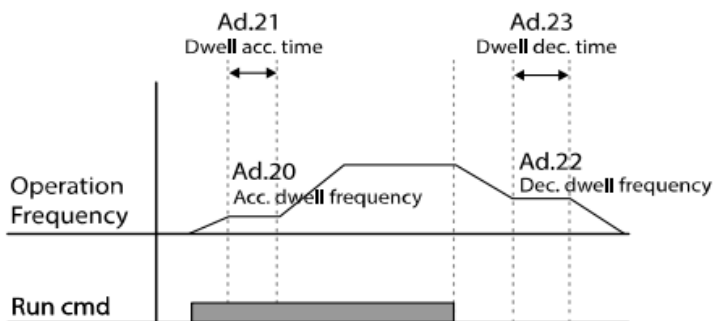 Ad.21
Dwell acc. time
Ad.23
Dwell dec. time
Ad.20
Acc. dwell frequency
Ad.22
Dec. dwell frequency
Operation
Frequency
Run cmd